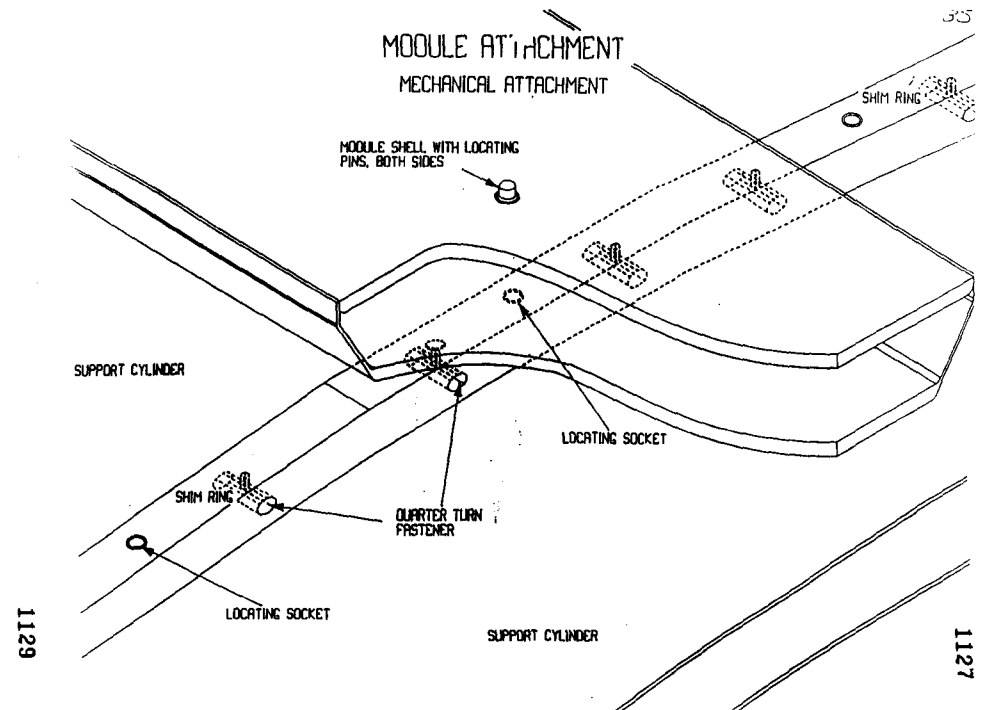 35
MODULE ATTACHMENT
MECHANICAL ATTACHMENT
SHIM RING
MODULE SHELL WITH LOCATING
PINS, BOTH SIDES
SUPPORT CYLINDER
LOCATING SOCKET
SHIM RING
QUARTER TURN
FASTENER
LOCATING SOCKET
SUPPORT CYLINDER
1129
1127